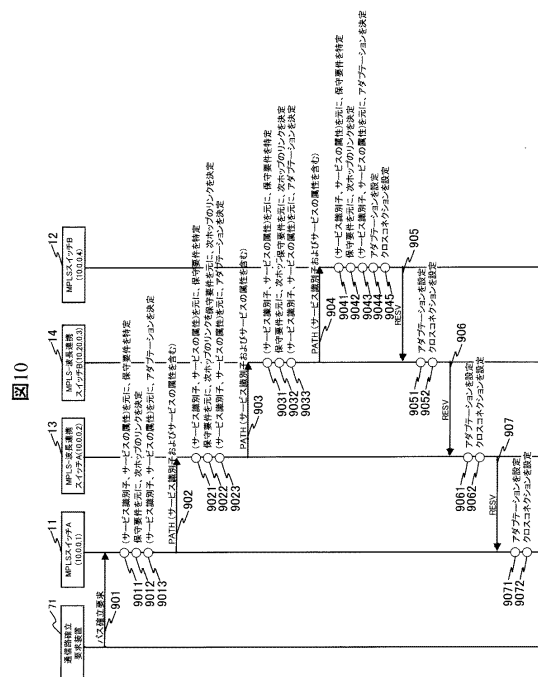 図10
71
通信路確立
要求装置
11
MPLSスイッチA
(10.0.0.1)
13
MPLS-波長連携
スイッチA(10.0.0.2)
14
MPLS-波長連携
スイッチB(10.20.0.3)
12
MPLSスイッチB
(10.0.0.4)
パス確立要求
901
9011
(サービス識別子、サービスの属性)を元に、保守要件を特定
9012
保守要件を元に、次ホップのリンクを決定
9013
(サービス識別子、サービスの属性)を元に、アダプテーションを決定
PATH(サービス識別子およびサービスの属性を含む)
902
9021
(サービス識別子、サービスの属性)を元に、保守要件を特定
9022
保守要件を元に、次ホップのリンクを保守要件を元に、次ホップのリンクを決定
9023
(サービス識別子、サービスの属性)を元に、アダプテーションを決定
PATH(サービス識別子およびサービスの属性を含む)
903
9031
(サービス識別子、サービスの属性)を元に、保守要件を特定
9032
保守要件を元に、次ホップ保守要件を元に、次ホップのリンクを決定
9033
(サービス識別子、サービスの属性)を元に、アダプテーションを決定
PATH(サービス識別子およびサービスの属性を含む)
904
9041
(サービス識別子、サービスの属性)を元に、保守要件を特定
9042
保守要件を元に、次ホップのリンクを決定
9043
(サービス識別子、サービスの属性)を元に、アダプテーションを決定
9044
アダプテーションを設定
9045
クロスコネクションを設定
RESV
905
9051
アダプテーションを設定
9052
クロスコネクションを設定
RESV
906
9061
アダプテーションを設定
9062
クロスコネクションを設定
RESV
907
9071
アダプテーションを設定
9072
クロスコネクションを設定